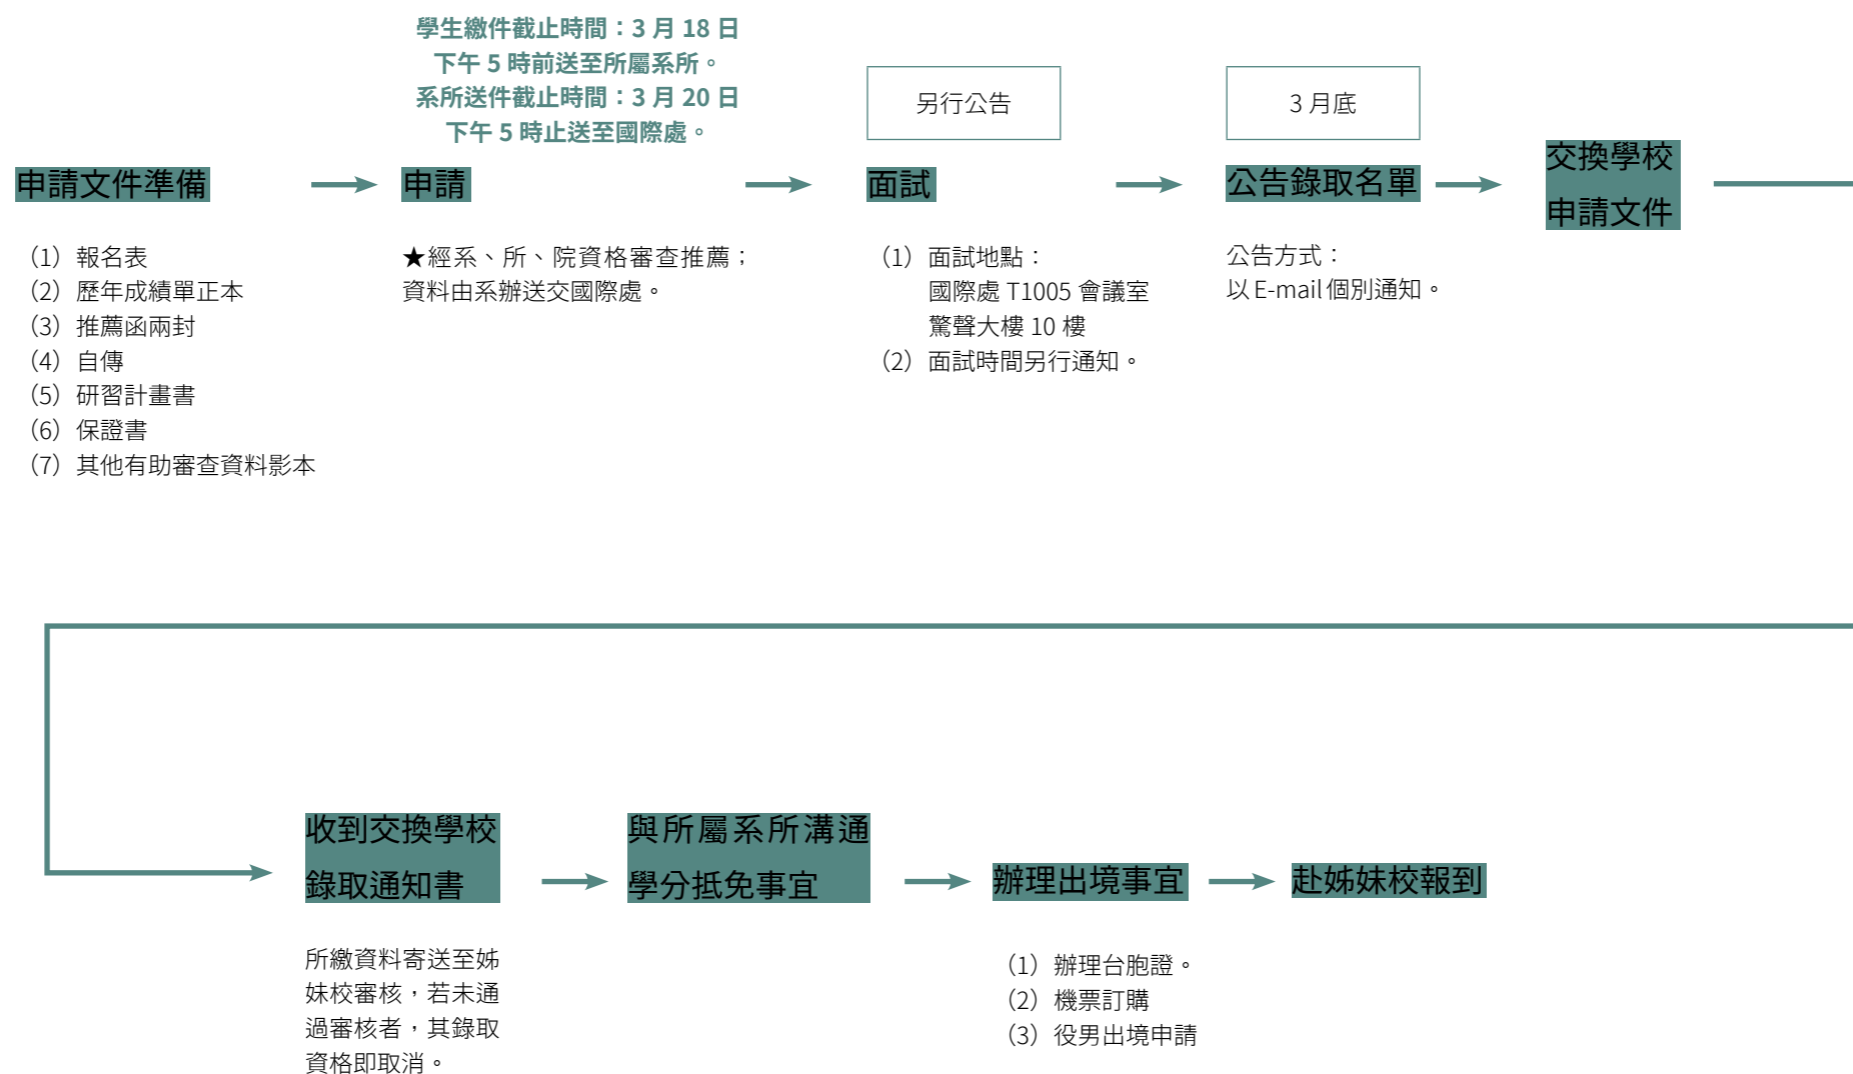 學生繳件截止時間：3 月 18 日
下午 5 時前送至所屬系所。
系所送件截止時間：3 月 20 日
下午 5 時止送至國際處。
另行公告
3 月底
申請文件準備
申請
面試
公告錄取名單
交換學校
申請文件
（1）報名表
（2）歷年成績單正本
（3）推薦函兩封
（4）自傳
（5）研習計畫書
（6）保證書
（7）其他有助審查資料影本
★經系、所、院資格審查推薦；
資料由系辦送交國際處。
（1）面試地點：
國際處 T1005 會議室
驚聲大樓 10 樓
（2）面試時間另行通知。
公告方式：
以 E-mail 個別通知。
收到交換學校
錄取通知書
與所屬系所溝通
學分抵免事宜
辦理出境事宜
赴姊妹校報到
所繳資料寄送至姊
妹校審核，若未通
過審核者，其錄取
資格即取消。
（1）辦理台胞證。
（2）機票訂購
（3）役男出境申請